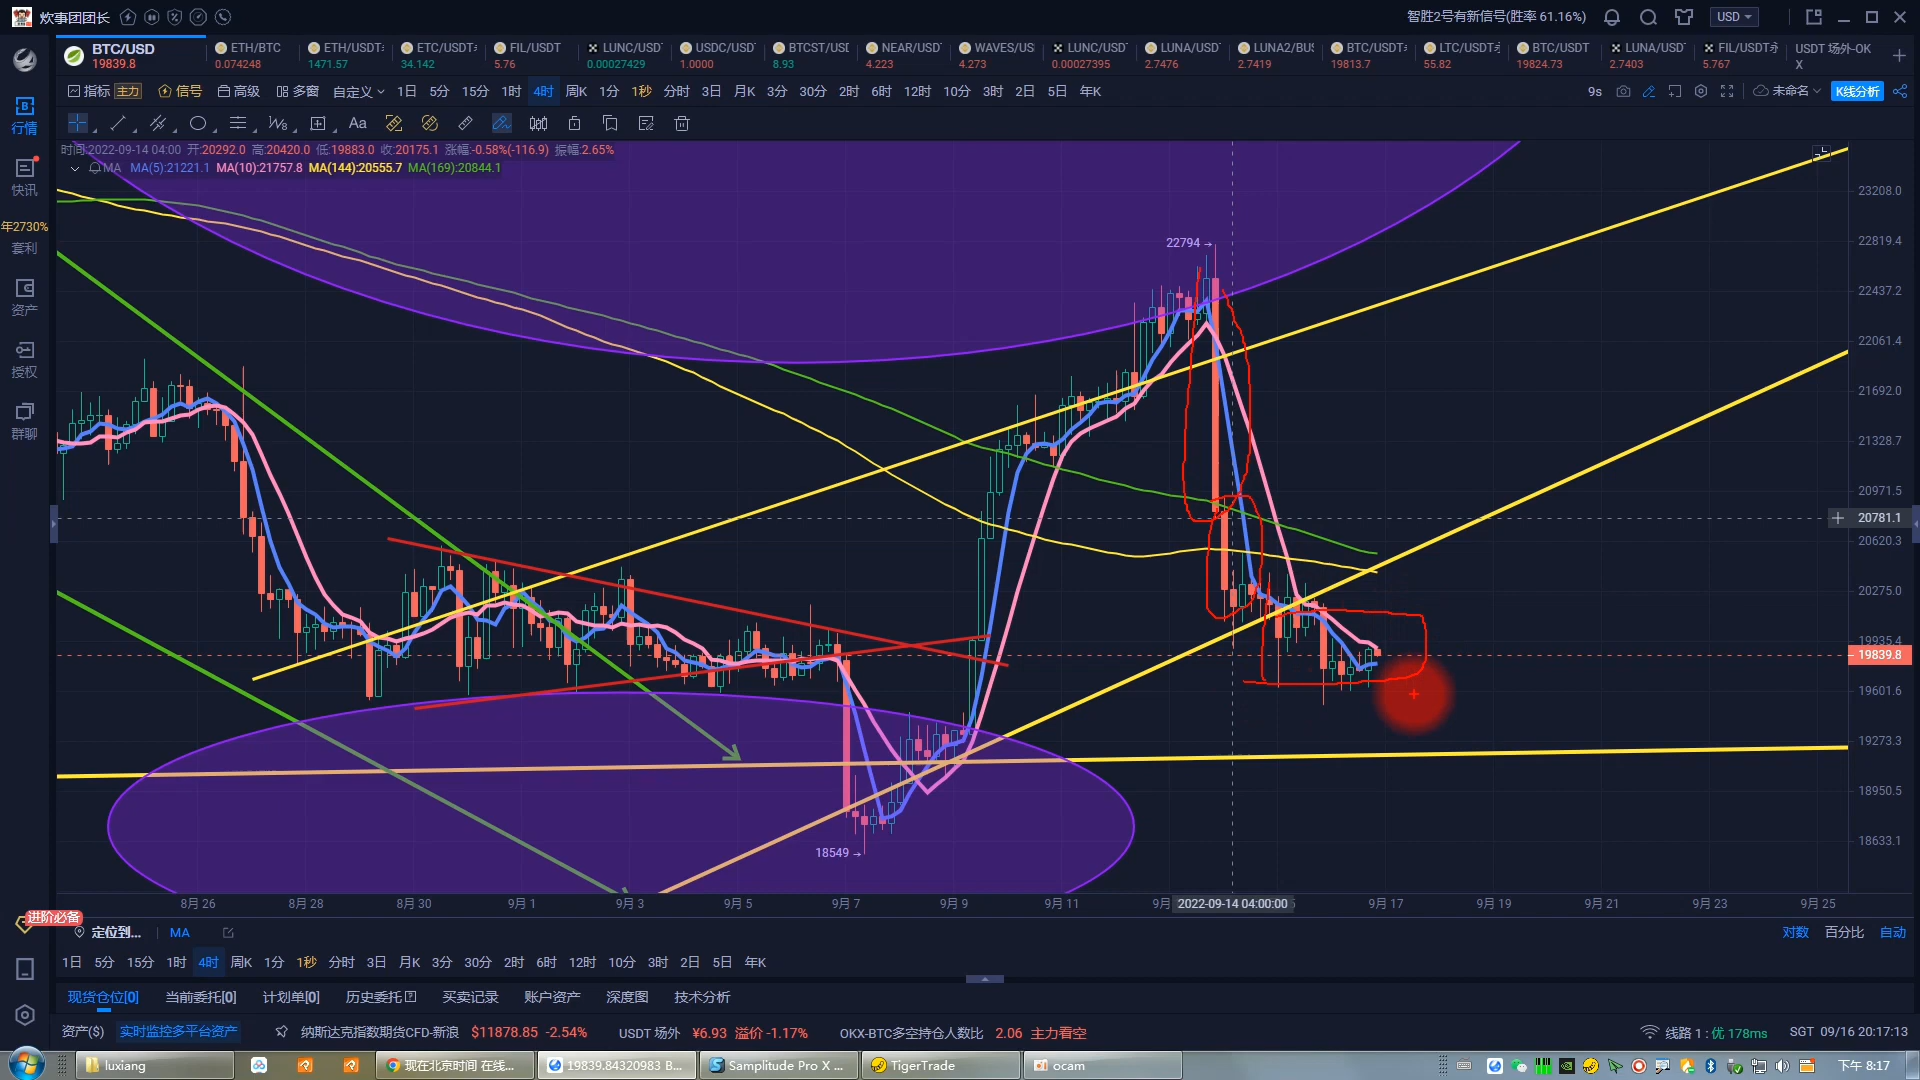 炊事团团长
智胜2号有新信号(胜率 61.16%)
USD
BTC/USD
19839.8
ETH/BTC
0.074248
ETH/USDT
1471.57
ETC/USDT
34.142
FIL/USDT
5.76
LUNC/USD
0.00027429
USDC/USD
1.0000
BTCST/USD
8.93
NEAR/USD
4.223
WAVES/US
4.273
LUNC/USD
0.00027395
LUNA/USD
2.7476
LUNA2/BU
2.7419
BTC/USDT
19813.7
LTC/USDT
55.82
BTC/USDT
19824.73
LUNA/USD
2.7403
FIL/USDT
5.767
USDT 场外-OK
X
指标 主力 信号 高级 多窗 自定义 1日 5分 15分 1时 4时 周K 1分 1秒 分时 3日 月K 3分 30分 2时 6时 12时 10分 3时 2日 5日 年K
9s 未命名 K线分析
Aa
时间:2022-09-14 04:00 开:20292.0 高:20420.0 低:19883.0 收:20175.1 涨幅:-0.58%(-116.9) 振幅:2.65%
MA MA(5):21221.1 MA(10):21757.8 MA(144):20555.7 MA(169):20844.1
行情
快讯
年2730%
套利
资产
授权
群聊
进阶必备
22794
18549
23208.0
22819.4
22437.2
22061.4
21692.0
21328.7
20971.5
20781.1
20620.3
20275.0
19935.4
19839.8
19601.6
19273.3
18950.5
18633.1
8月 26 8月 28 8月 30 9月 1 9月 3 9月 5 9月 7 9月 9 9月 11 2022-09-14 04:00:00 9月 17 9月 19 9月 21 9月 23 9月 25
定位到... MA
对数 百分比 自动
1日 5分 15分 1时 4时 周K 1分 1秒 分时 3日 月K 3分 30分 2时 6时 12时 10分 3时 2日 5日 年K
现货仓位[0] 当前委托[0] 计划单[0] 历史委托 买卖记录 账户资产 深度图 技术分析
资产($) 实时监控多平台资产 纳斯达克指数期货CFD-新浪 $11878.85 -2.54% USDT 场外 ¥6.93 溢价 -1.17% OKX-BTC多空持仓人数比 2.06 主力看空
线路 1 : 优 178ms SGT 09/16 20:17:13
luxiang
现在北京时间 在线...
19839.84320983 B...
Samplitude Pro X ...
TigerTrade
ocam
下午 8:17